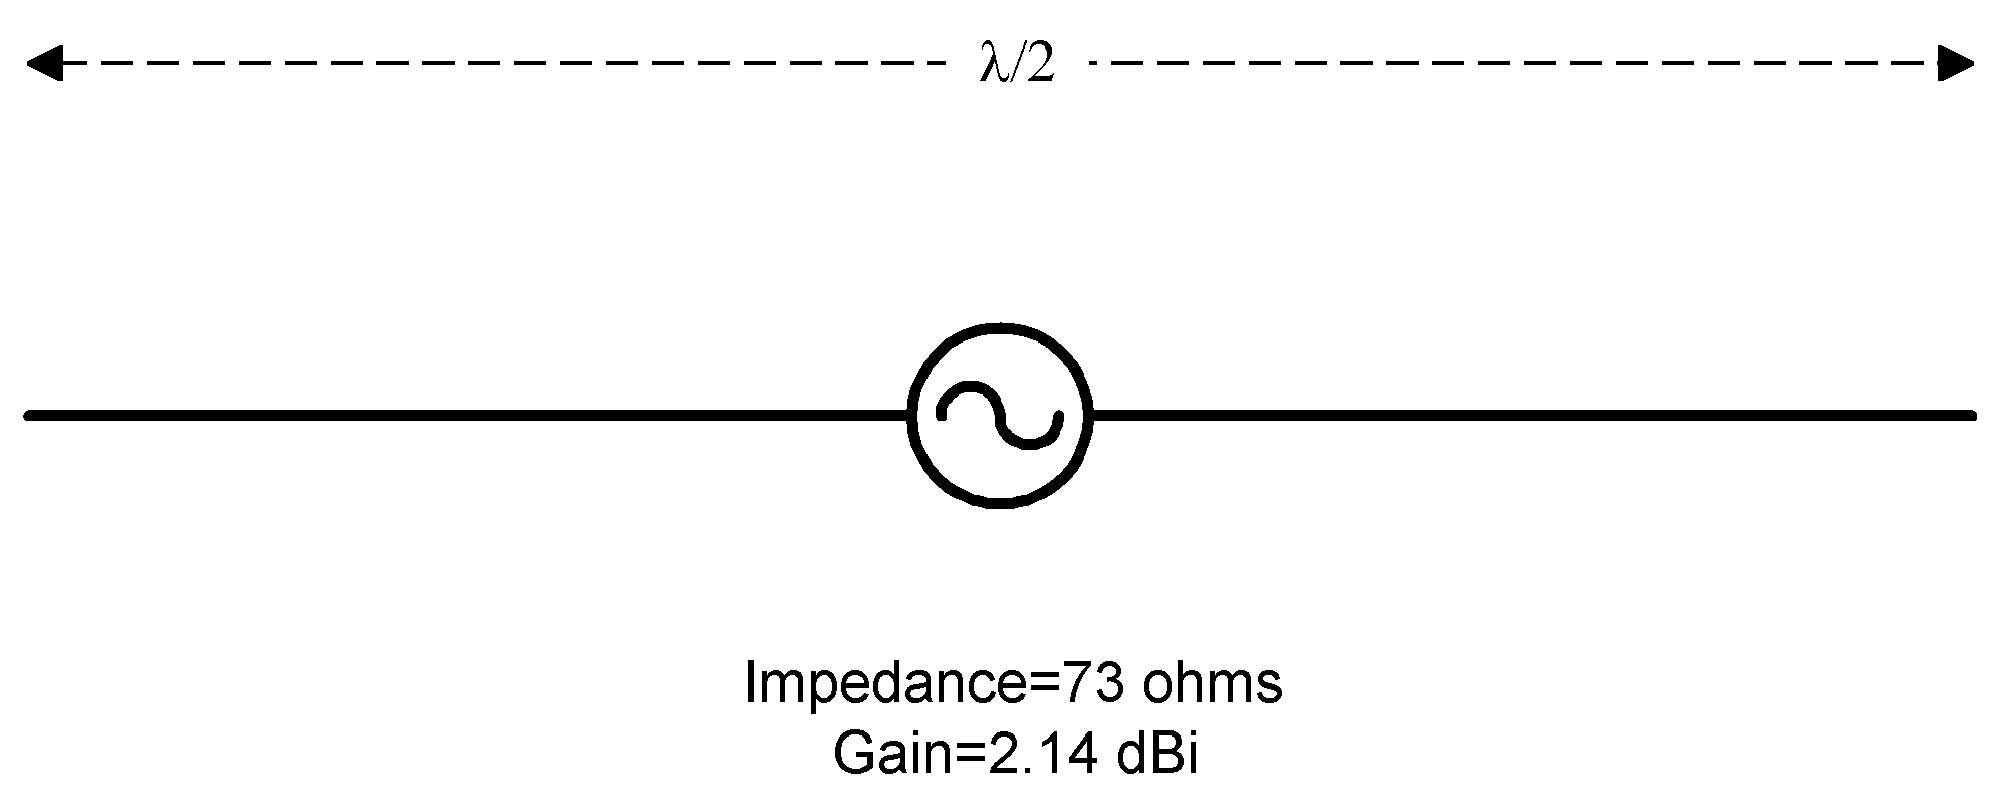 λ/2
Impedance=73 ohms
Gain=2.14 dBi